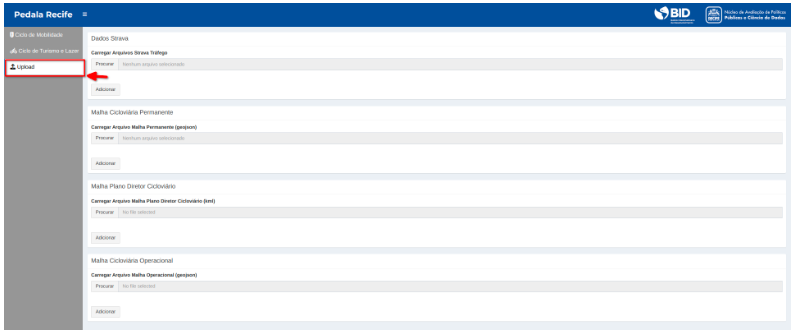 Pedala Recife
BID
Núcleo de Avaliação de Políticas
Públicas e Ciência de Dados
Ciclo de Mobilidade
Ciclo de Turismo e Lazer
Upload
Dados Strava
Carregar Arquivos Strava Tráfego
Procurar Nenhum arquivo selecionado
Adicionar
Malha Cicloviária Permanente
Carregar Arquivo Malha Permanente (geojson)
Procurar Nenhum arquivo selecionado
Adicionar
Malha Plano Diretor Cicloviário
Carregar Arquivo Malha Plano Diretor Cicloviário (kml)
Procurar No file selected
Adicionar
Malha Cicloviária Operacional
Carregar Arquivo Malha Operacional (geojson)
Procurar No file selected
Adicionar